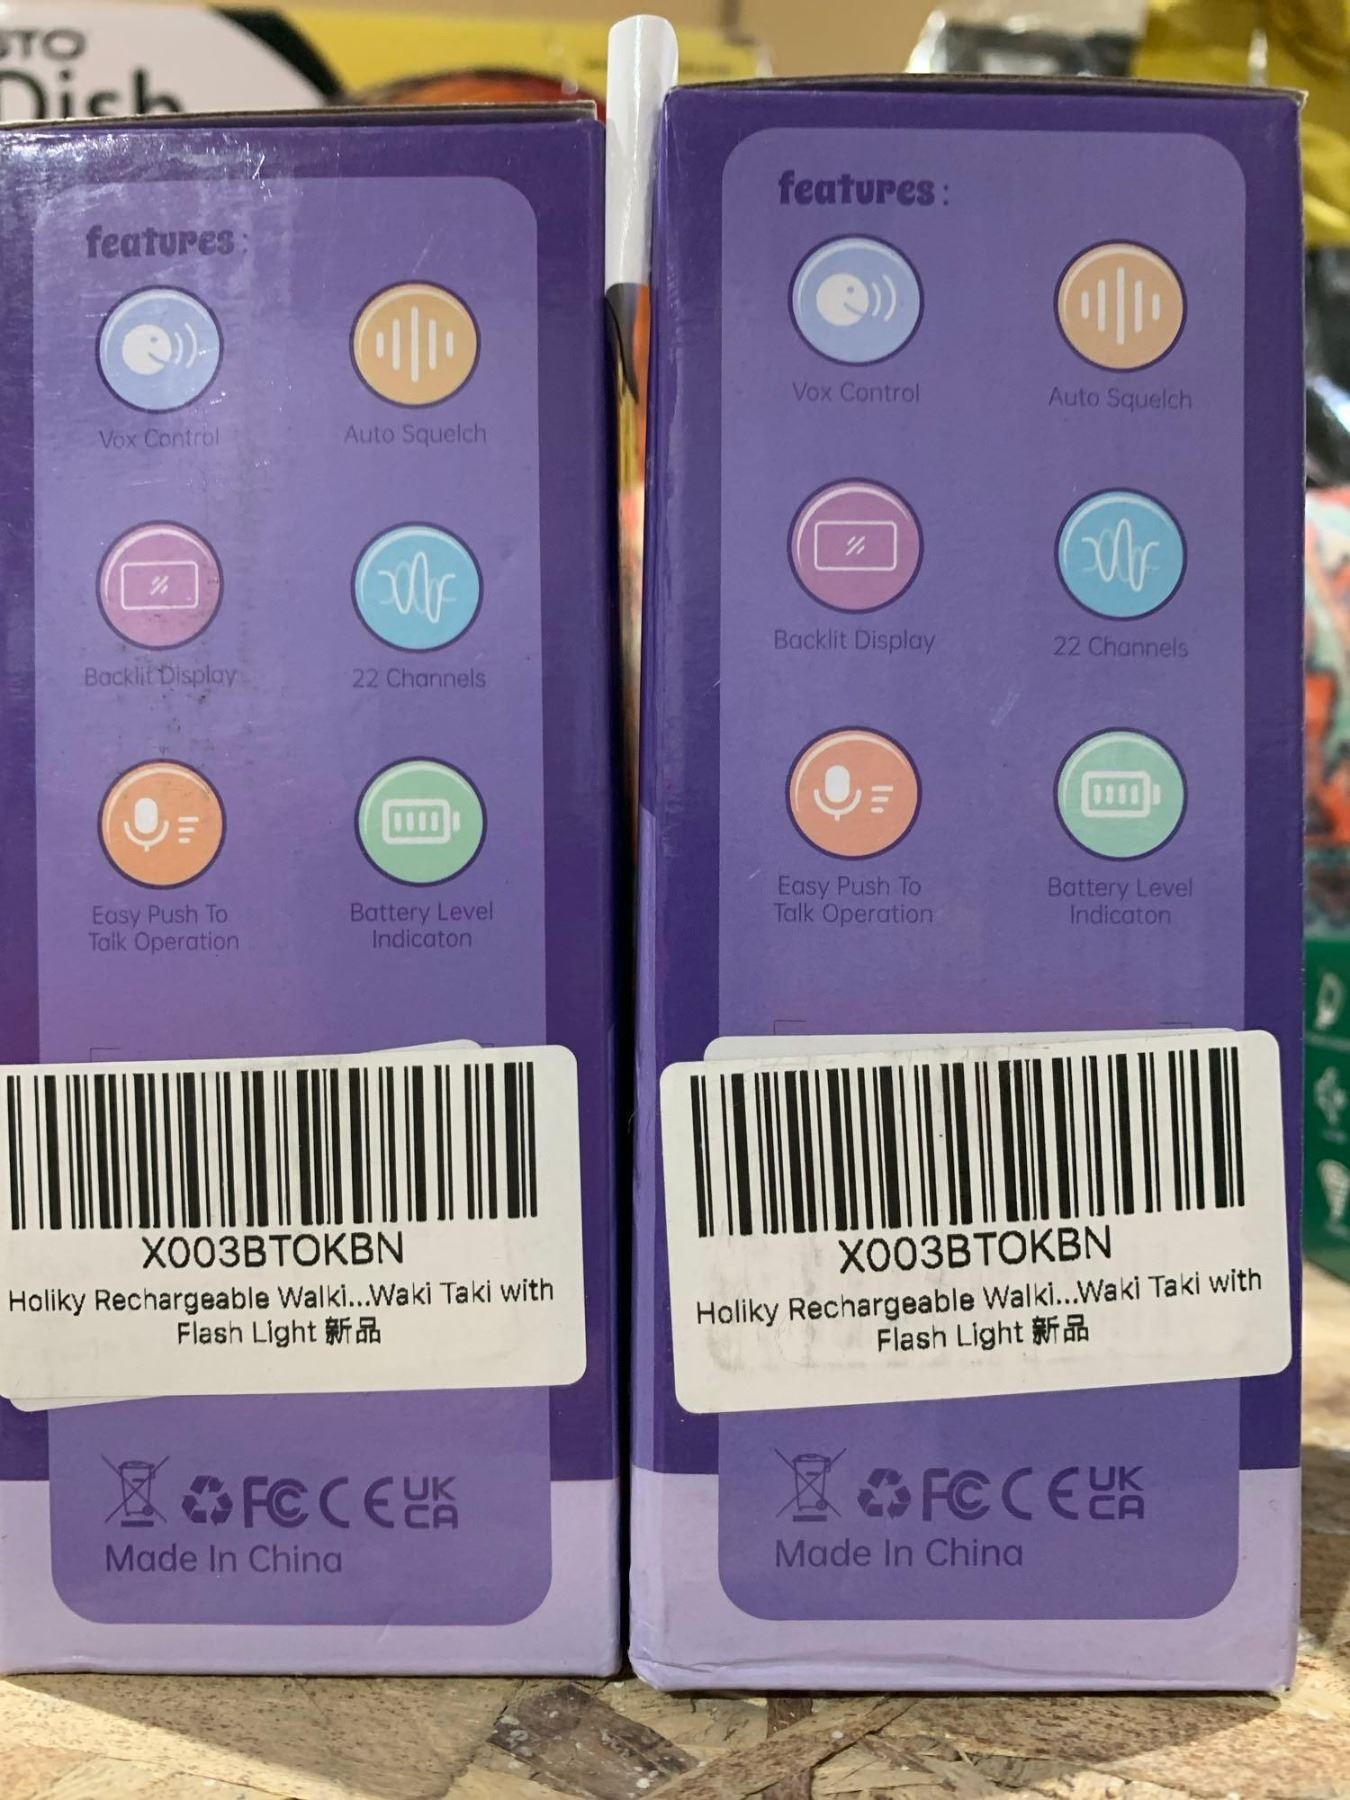 STO
Dish
features:
Vox Control
Auto Squelch
Backlit Display
22 Channels
Easy Push To
Talk Operation
Battery Level
Indicaton
X003BTOKBN
Holiky Rechargeable Walki...Waki Taki with
Flash Light 新品
FC CE UK
CA
Made In China
features:
Vox Control
Auto Squelch
Backlit Display
22 Channels
Easy Push To
Talk Operation
Battery Level
Indicaton
X003BTOKBN
Holiky Rechargeable Walki...Waki Taki with
Flash Light 新品
FC CE UK
CA
Made In China